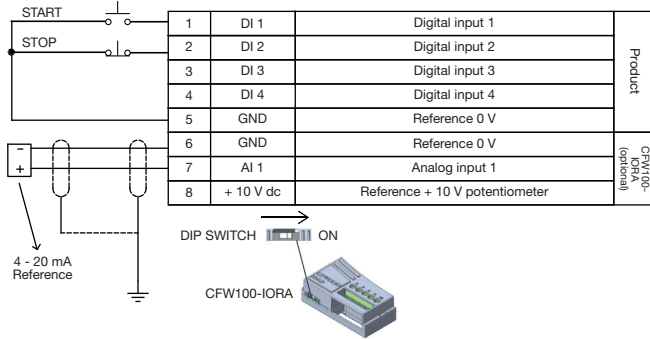 START
1 DI 1 Digital input 1
STOP
2 DI 2 Digital input 2
3 DI 3 Digital input 3
4 DI 4 Digital input 4
5 GND Reference 0 V
Product
6 GND Reference 0 V
-
+
7 AI 1 Analog input 1
8 + 10 V dc Reference + 10 V potentiometer
CFW100-
IORA
(optional)
DIP SWITCH ON
4 - 20 mA
Reference
CFW100-IORA